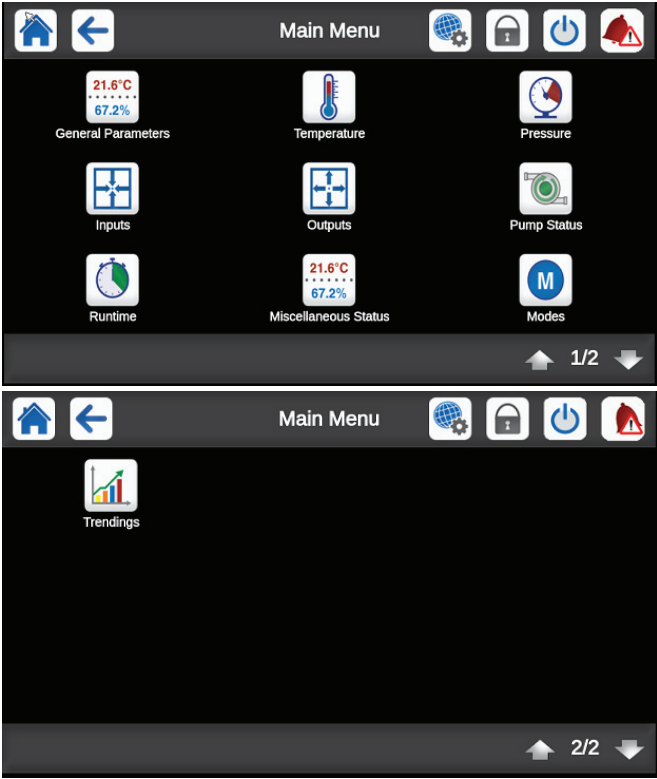 Main Menu
21.6°C
67.2%
General Parameters
Temperature
Pressure
Inputs
Outputs
Pump Status
Runtime
21.6°C
67.2%
Miscellaneous Status
M
Modes
1/2
Main Menu
Trendings
2/2